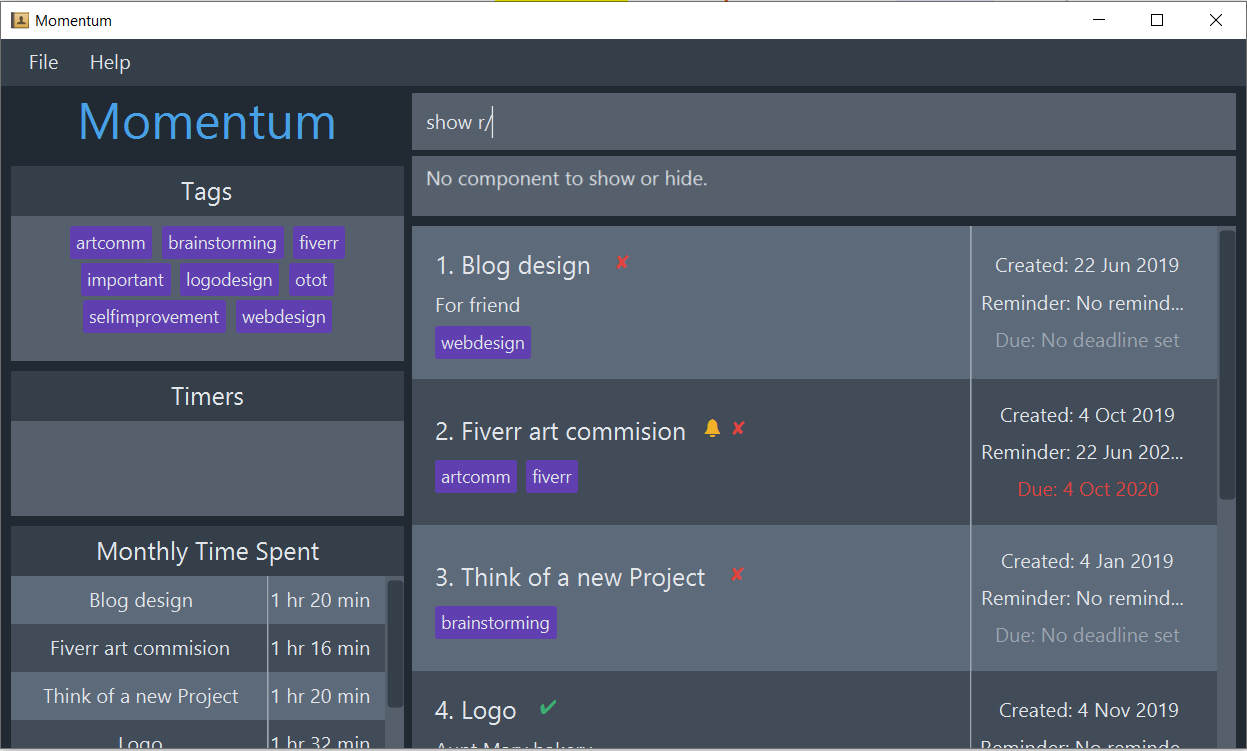 Momentum
File Help
Momentum
show r/
No component to show or hide.
Tags
artcomm brainstorming fiverr
important logodesign otot
selfimprovement webdesign
Timers
Monthly Time Spent
Blog design 1 hr 20 min
Fiverr art commision 1 hr 16 min
Think of a new Project 1 hr 20 min
Logo 1 hr 32 min
1. Blog design ✘
For friend
webdesign
Created: 22 Jun 2019
Reminder: No remind...
Due: No deadline set
2. Fiverr art commision ✘
artcomm fiverr
Created: 4 Oct 2019
Reminder: 22 Jun 202...
Due: 4 Oct 2020
3. Think of a new Project ✘
brainstorming
Created: 4 Jan 2019
Reminder: No remind...
Due: No deadline set
4. Logo ✔
Aunt Mary bakery
Created: 4 Nov 2019
Reminder: No remind...